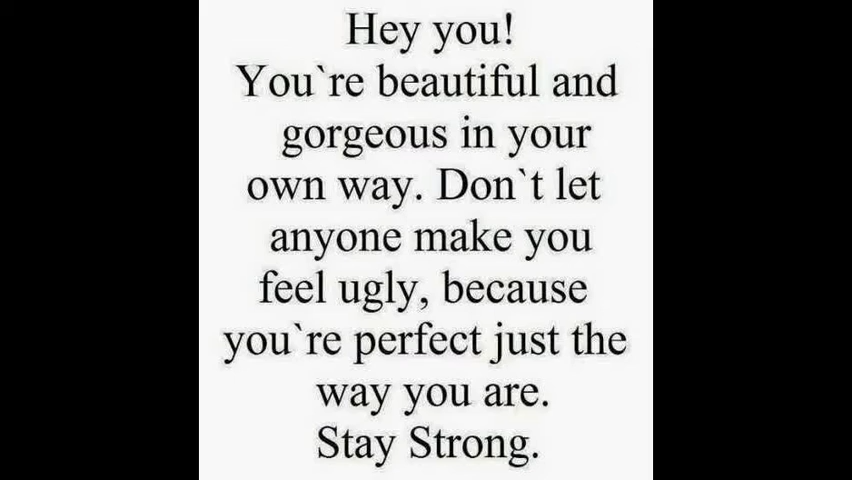 Hey you!
You`re beautiful and
gorgeous in your
own way. Don`t let
anyone make you
feel ugly, because
you`re perfect just the
way you are.
Stay Strong.